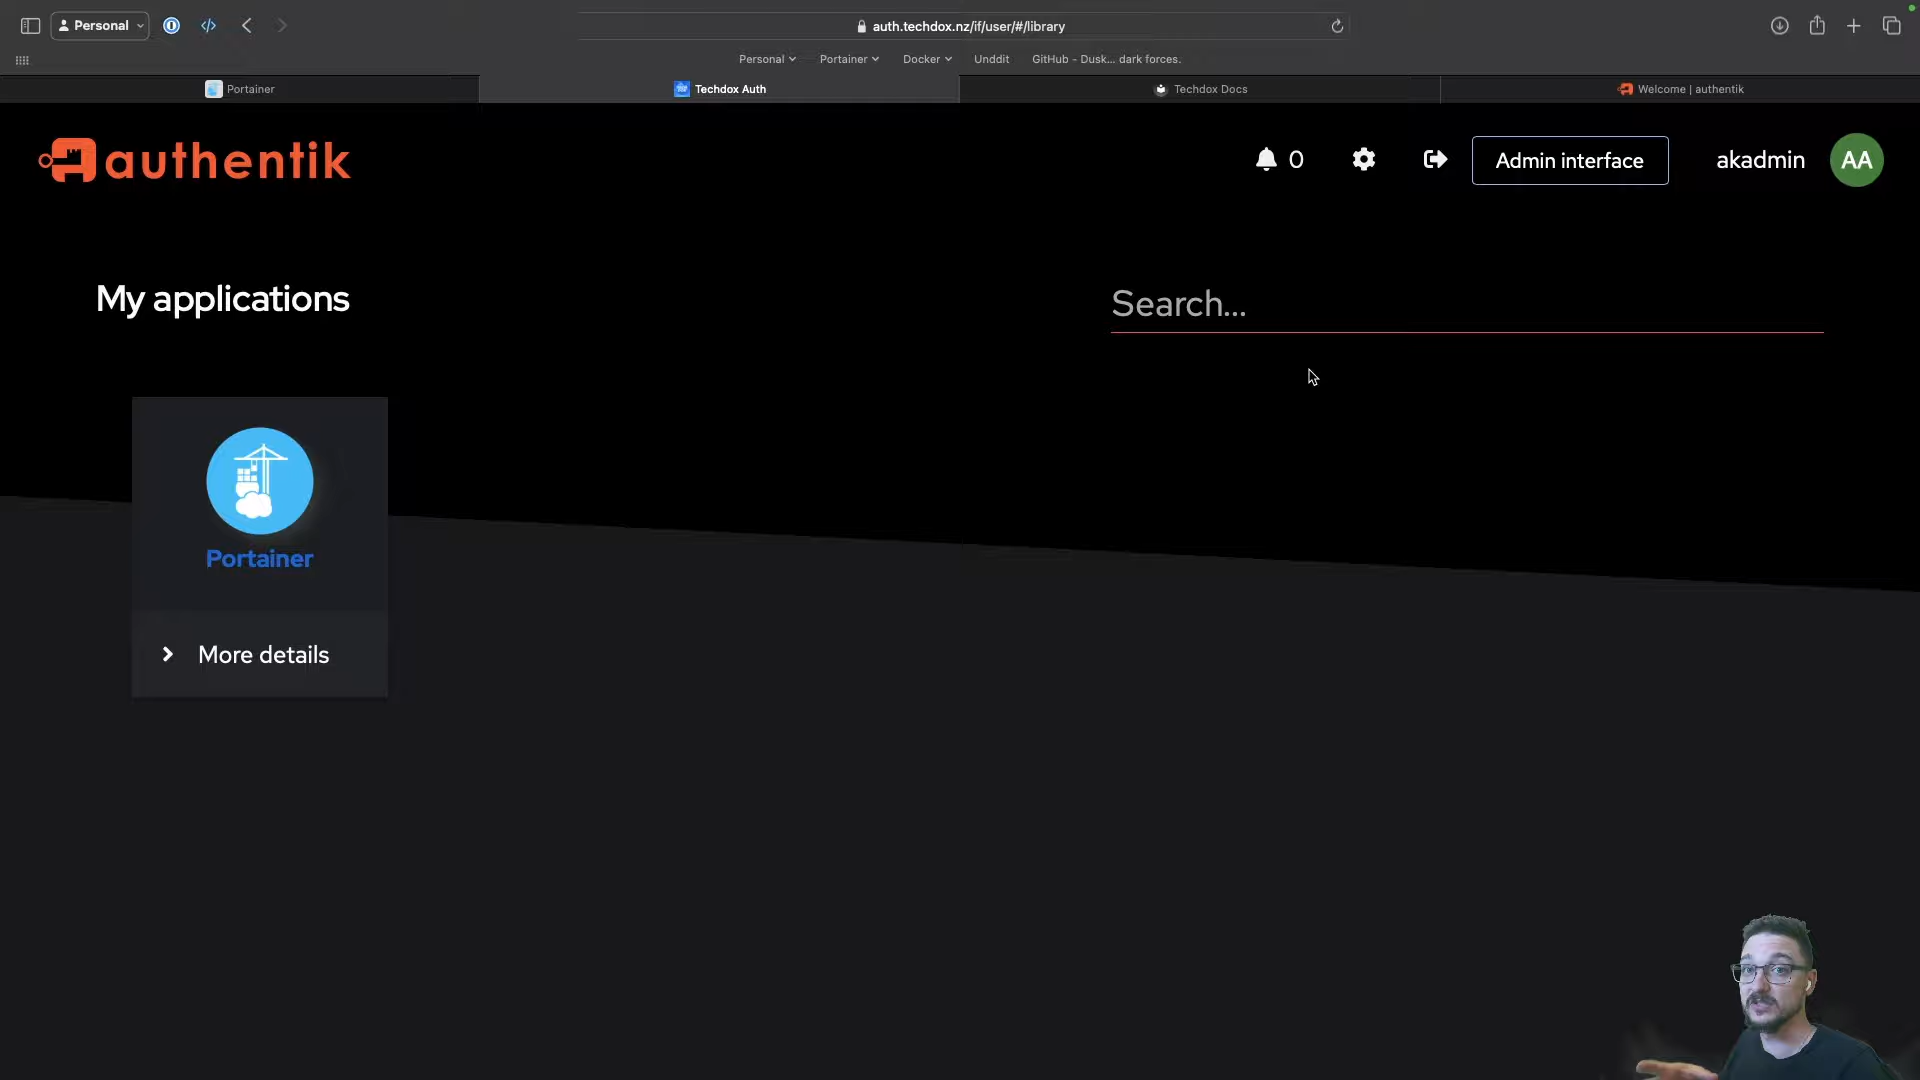 Personal
auth.techdox.nz/if/user/#/library
Personal
Portainer
Docker
Unddit
GitHub - Dusk... dark forces.
Portainer
Techdox Auth
Techdox Docs
Welcome | authentik
authentik
0
Admin interface
akadmin
AA
My applications
Search...
Portainer
More details